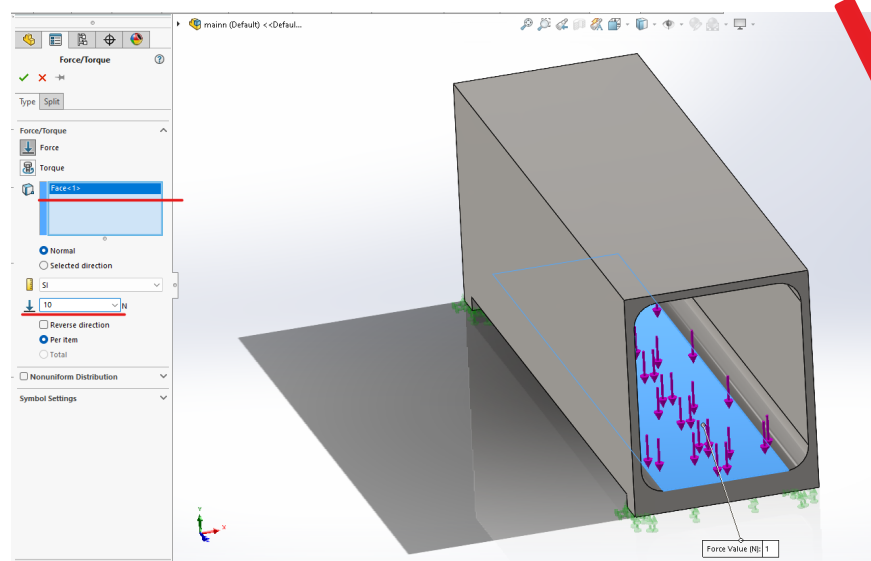 mainn (Default) <<Defaul...
Force/Torque
Type Split
Force/Torque
Force
Torque
Face<1>
Normal
Selected direction
SI
10 N
Reverse direction
Per item
Total
Nonuniform Distribution
Symbol Settings
Y
X
Force Value (N): 1